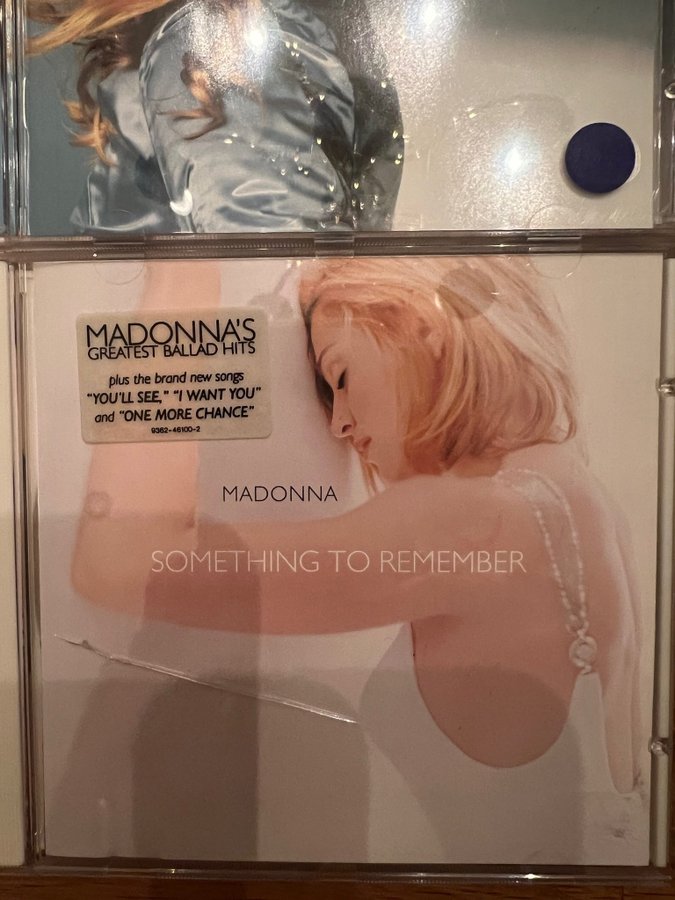 MADONNA'S
GREATEST BALLAD HITS
plus the brand new songs
"YOU'LL SEE," "I WANT YOU"
and "ONE MORE CHANCE"
9362-46100-2
MADONNA
SOMETHING TO REMEMBER